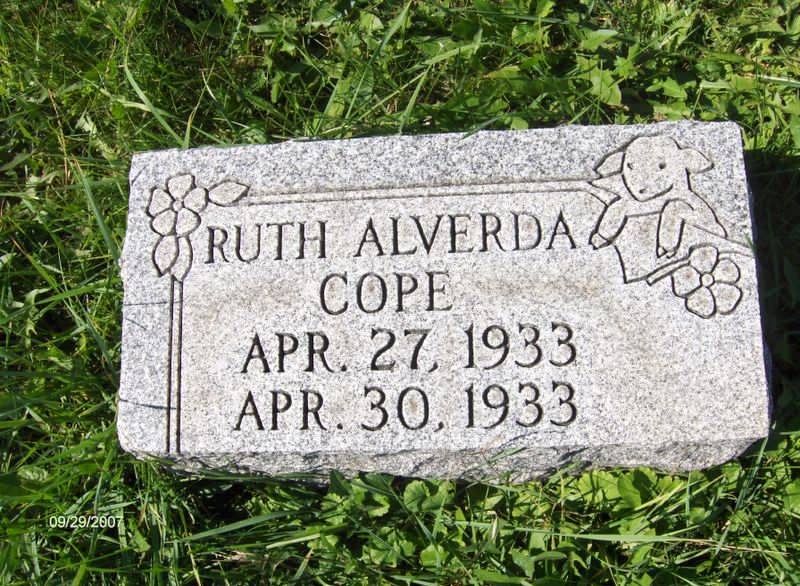 RUTH ALVERDA
COPE
APR. 27, 1933
APR. 30, 1933
09/29/2007